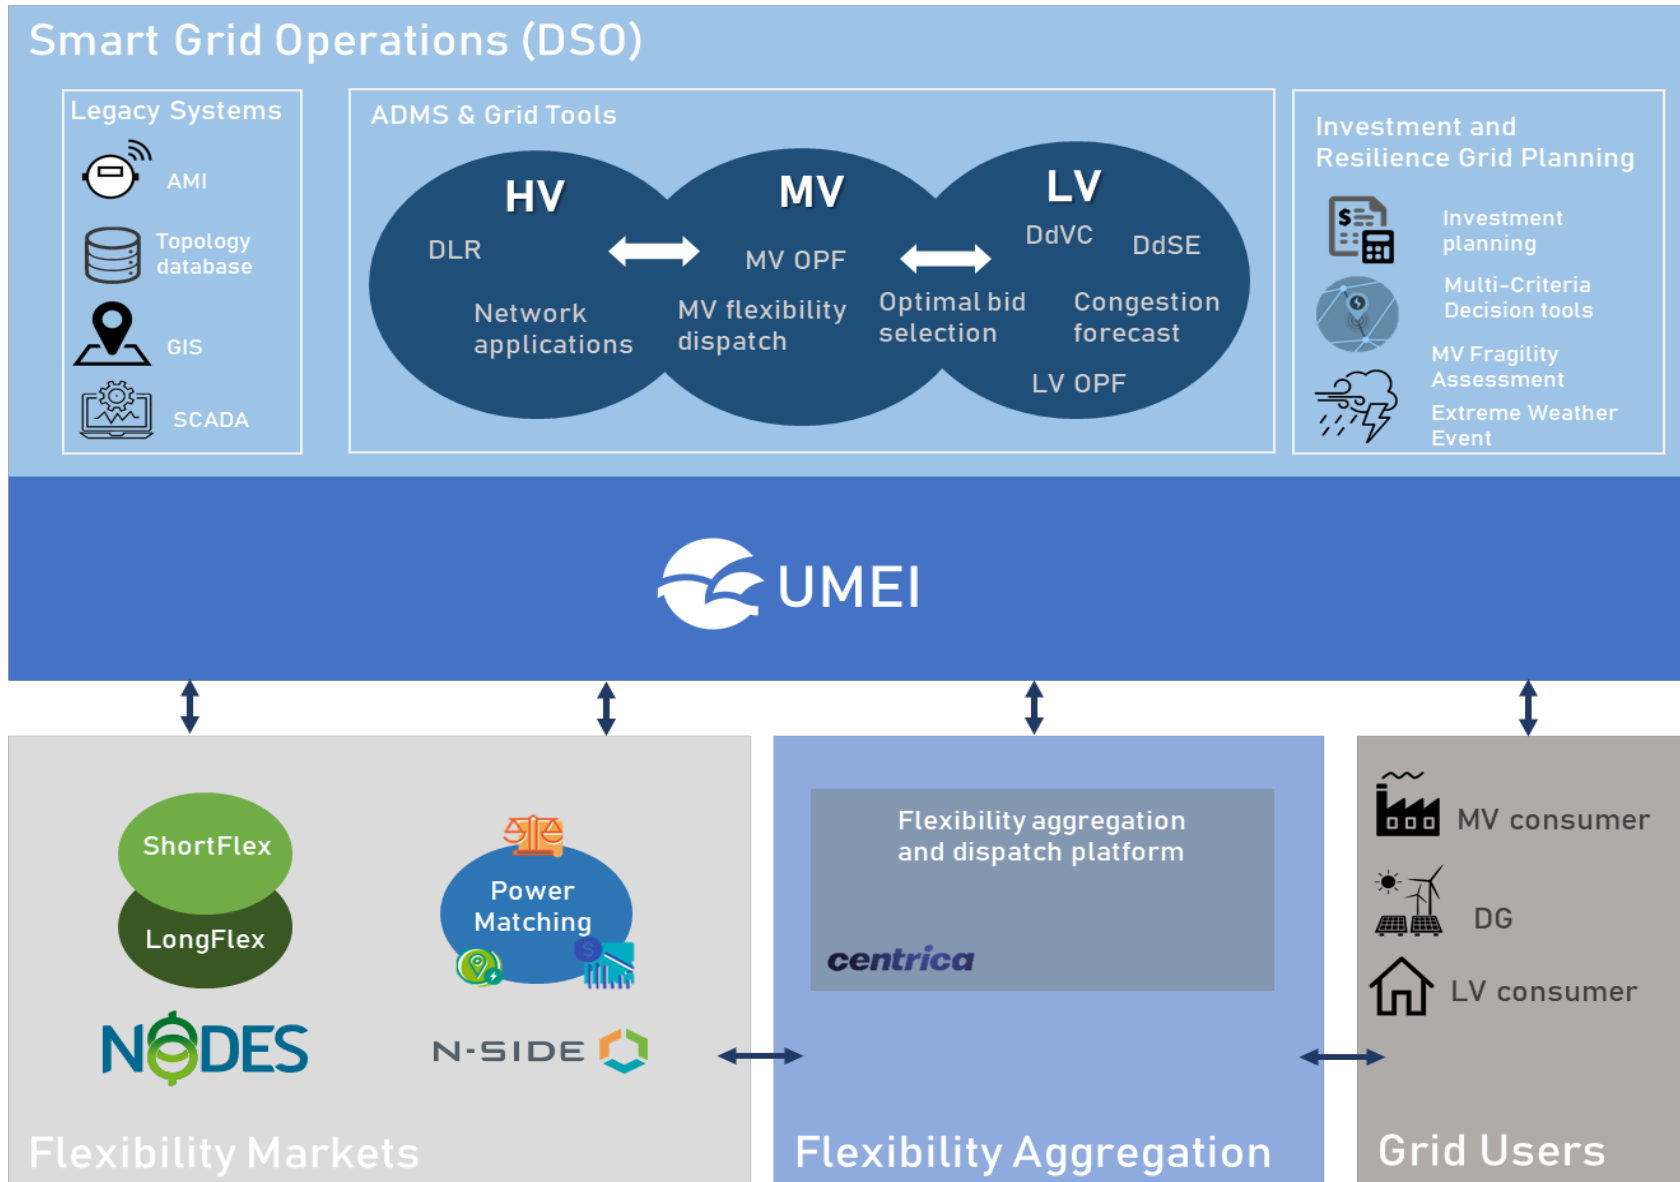 Smart Grid Operations (DSO)
Legacy Systems
AMI
Topology
database
GIS
SCADA
ADMS & Grid Tools
HV
DLR
Network
applications
MV
MV OPF
MV flexibility
dispatch
Optimal bid
selection
LV
DdVC
DdSE
Congestion
forecast
LV OPF
Investment and
Resilience Grid Planning
Investment
planning
Multi-Criteria
Decision tools
MV Fragility
Assessment
Extreme Weather
Event
UMEI
ShortFlex
LongFlex
NODES
Power
Matching
N-SIDE
Flexibility Markets
Flexibility aggregation
and dispatch platform
centrica
Flexibility Aggregation
MV consumer
DG
LV consumer
Grid Users